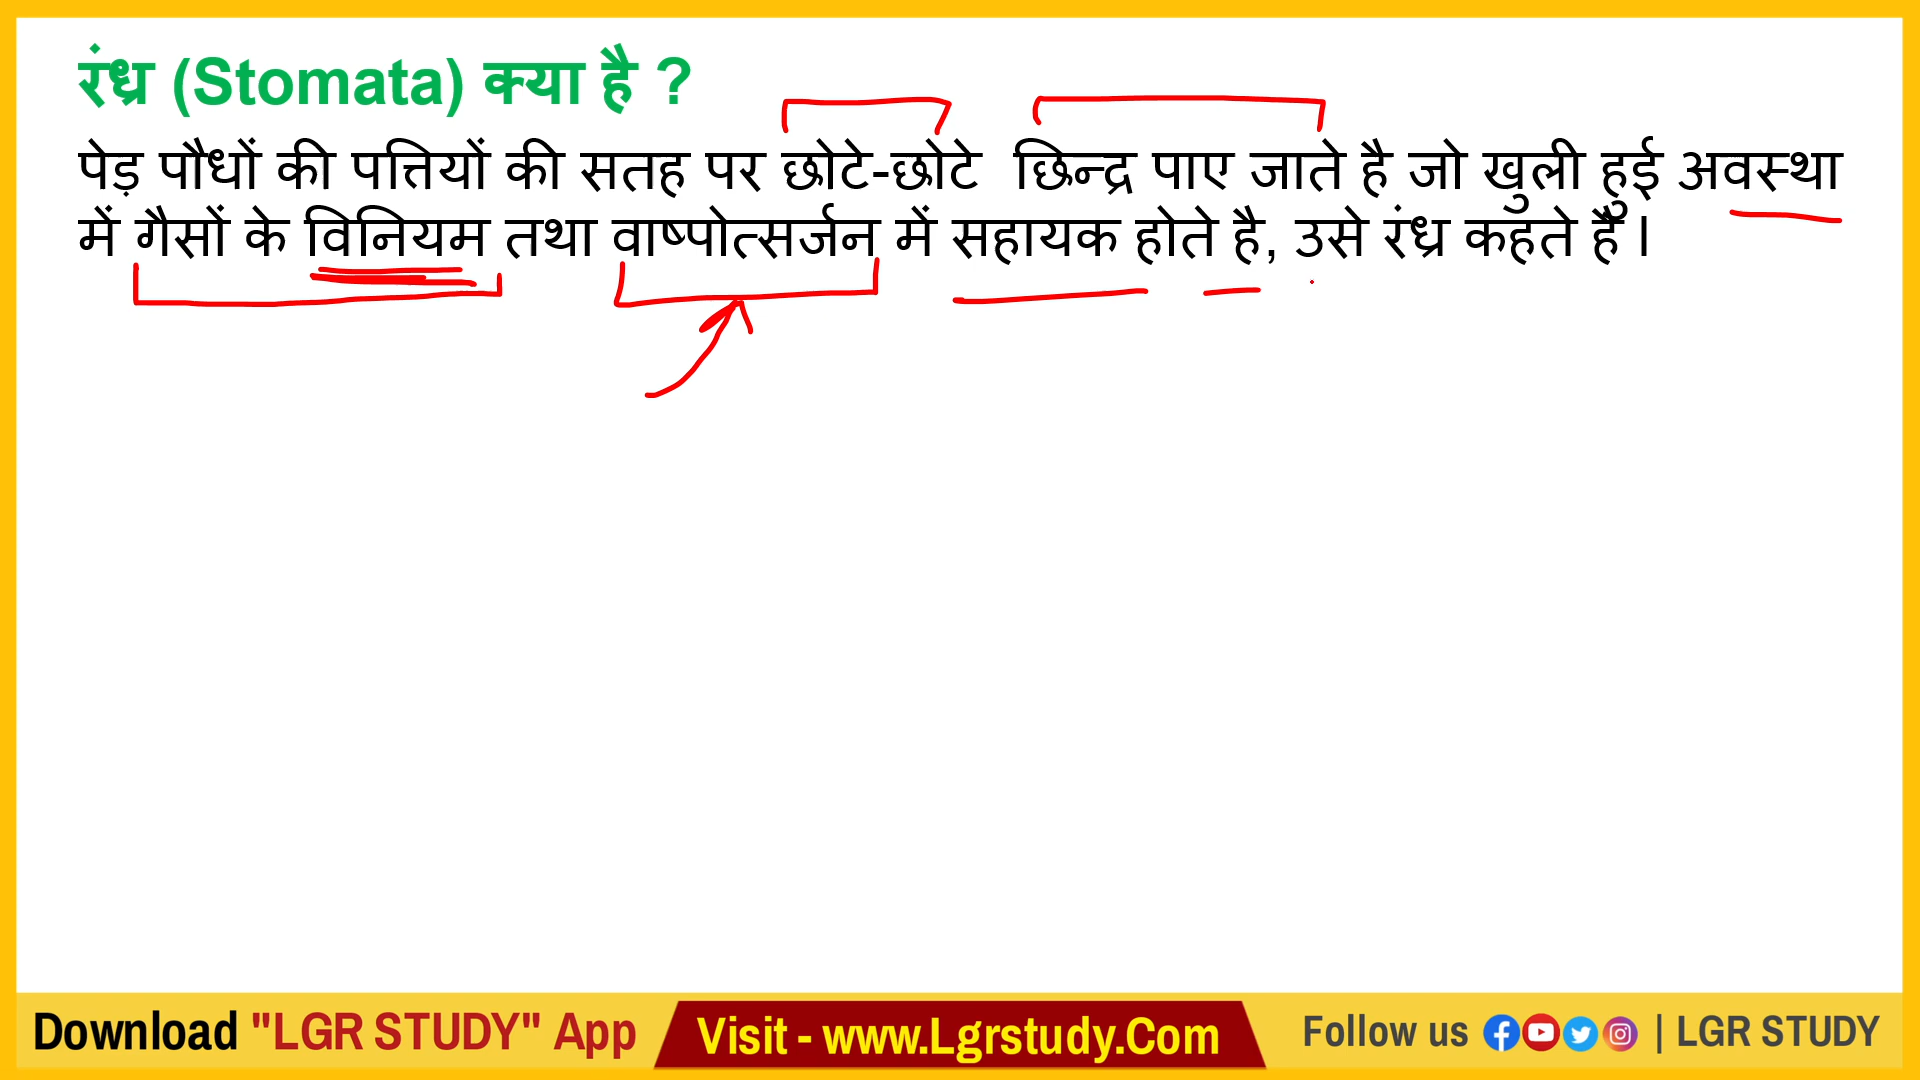 रंध्र (Stomata) क्या है ?
पेड़ पौधों की पत्तियों की सतह पर छोटे-छोटे छिन्द्र पाए जाते है जो खुली हुई अवस्था
में गैसों के विनियम तथा वाष्पोत्सर्जन में सहायक होते है, उसे रंध्र कहते हैं।
Download "LGR STUDY" App
Visit - www.Lgrstudy.Com
Follow us | LGR STUDY